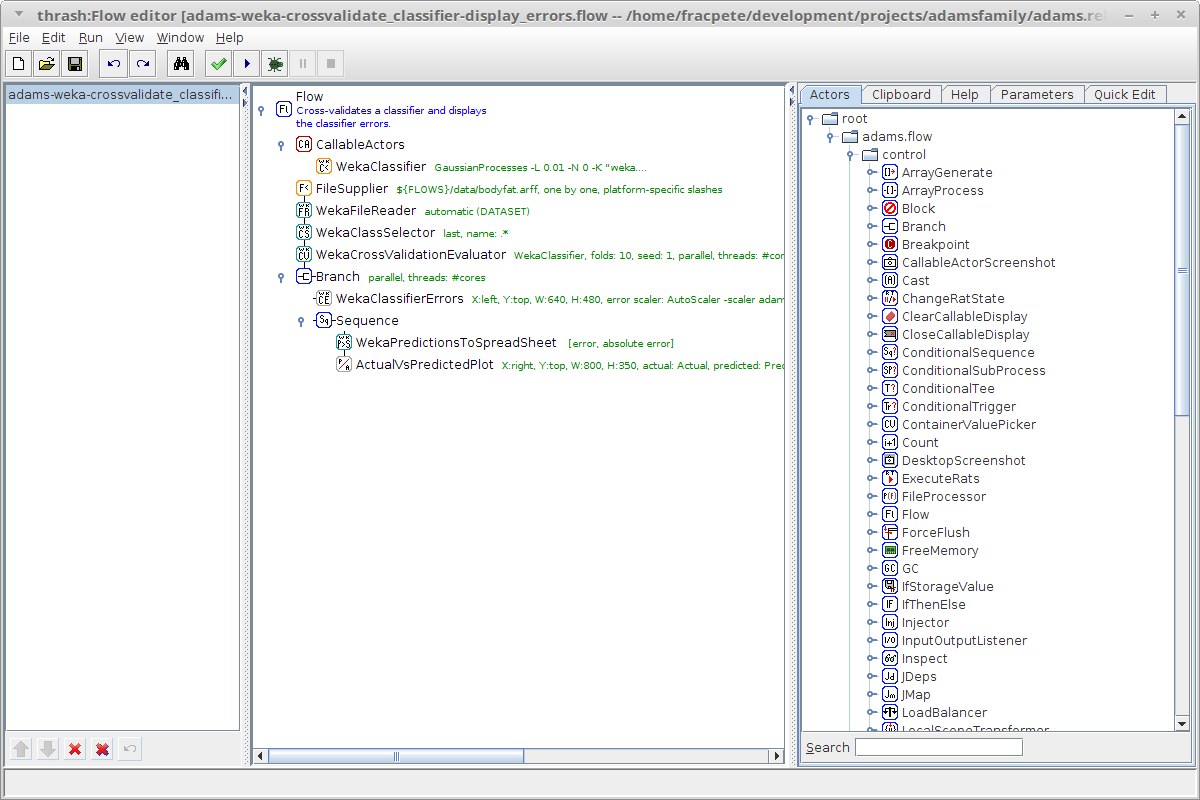 thrash:Flow editor [adams-weka-crossvalidate_classifier-display_errors.flow -- /home/fracpete/development/projects/adamsfamily/adams.re
File Edit Run View Window Help
adams-weka-crossvalidate_classifi...
Flow
Cross-validates a classifier and displays
the classifier errors.
CallableActors
WekaClassifier GaussianProcesses -L 0.01 -N 0 -K "weka....
FileSupplier ${FLOWS}/data/bodyfat.arff, one by one, platform-specific slashes
WekaFileReader automatic (DATASET)
WekaClassSelector last, name: .*
WekaCrossValidationEvaluator WekaClassifier, folds: 10, seed: 1, parallel, threads: #cor
Branch parallel, threads: #cores
WekaClassifierErrors X:left, Y:top, W:640, H:480, error scaler: AutoScaler -scaler adam
Sequence
WekaPredictionsToSpreadSheet [error, absolute error]
ActualVsPredictedPlot X:right, Y:top, W:800, H:350, actual: Actual, predicted: Prec
Actors Clipboard Help Parameters Quick Edit
root
adams.flow
control
ArrayGenerate
ArrayProcess
Block
Branch
Breakpoint
CallableActorScreenshot
Cast
ChangeRatState
ClearCallableDisplay
CloseCallableDisplay
ConditionalSequence
ConditionalSubProcess
ConditionalTee
ConditionalTrigger
ContainerValuePicker
Count
DesktopScreenshot
ExecuteRats
FileProcessor
Flow
ForceFlush
FreeMemory
GC
IfStorageValue
IfThenElse
Injector
InputOutputListener
Inspect
JDeps
JMap
LoadBalancer
LocalScopeTransformer
Search